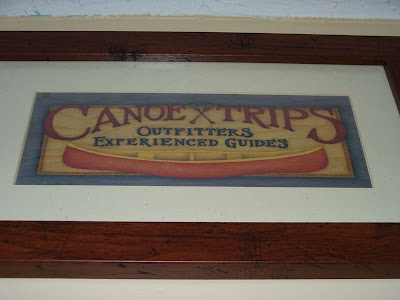 CANOE TRIPS
OUTFITTERS
EXPERIENCED GUIDES